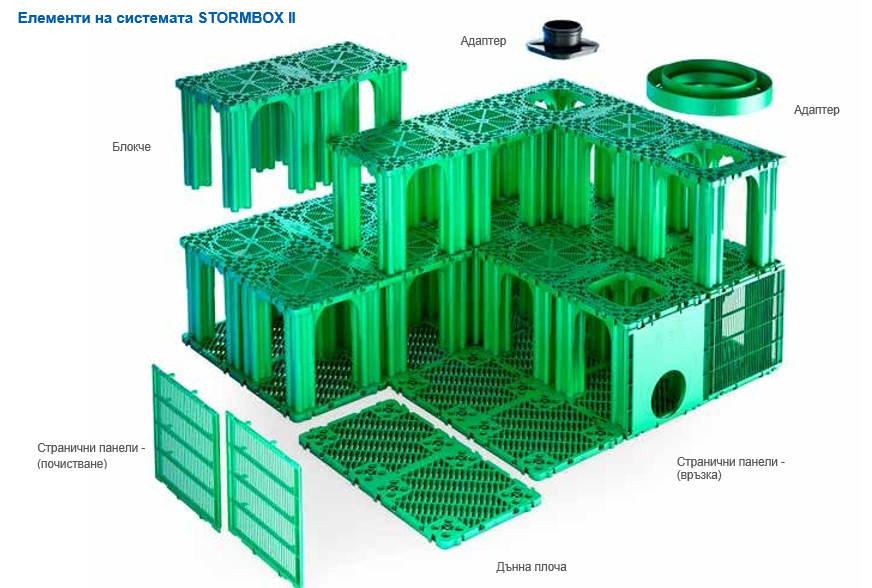 Елементи на системата STORMBOX II
Адаптер
Адаптер
Блокче
Странични панели -
(почистване)
Странични панели -
(връзка)
Дънна плоча